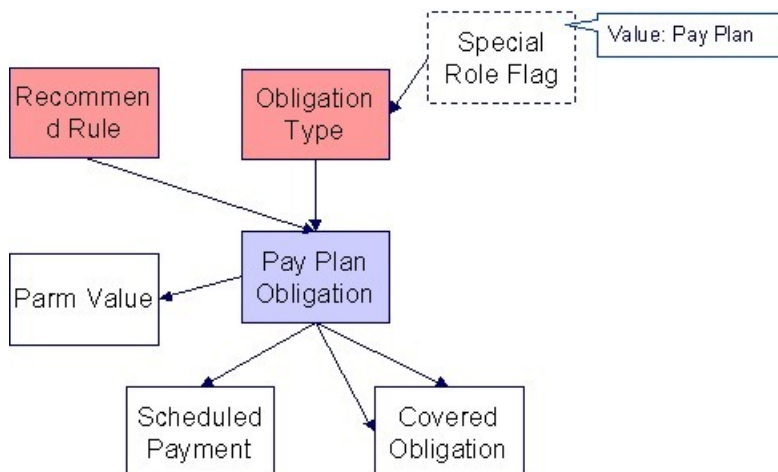 Special
Role Flag
Value: Pay Plan
Recommen
d Rule
Obligation
Type
Pay Plan
Obligation
Parm Value
Scheduled
Payment
Covered
Obligation